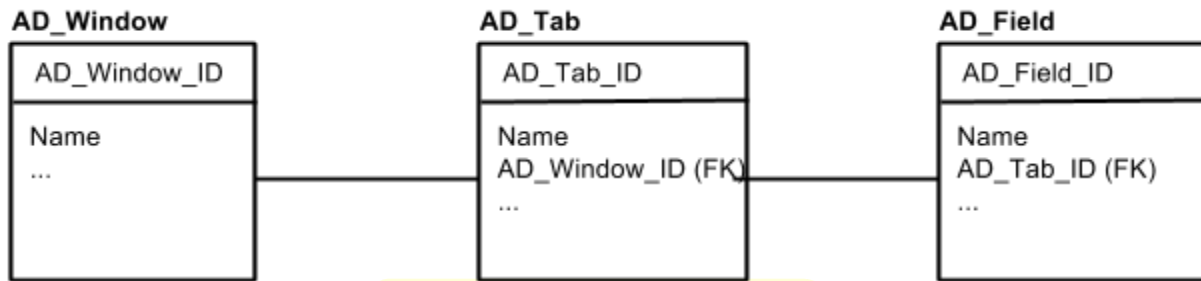 AD_Window
AD_Window_ID
Name
...
AD_Tab
AD_Tab_ID
Name
AD_Window_ID (FK)
...
AD_Field
AD_Field_ID
Name
AD_Tab_ID (FK)
...